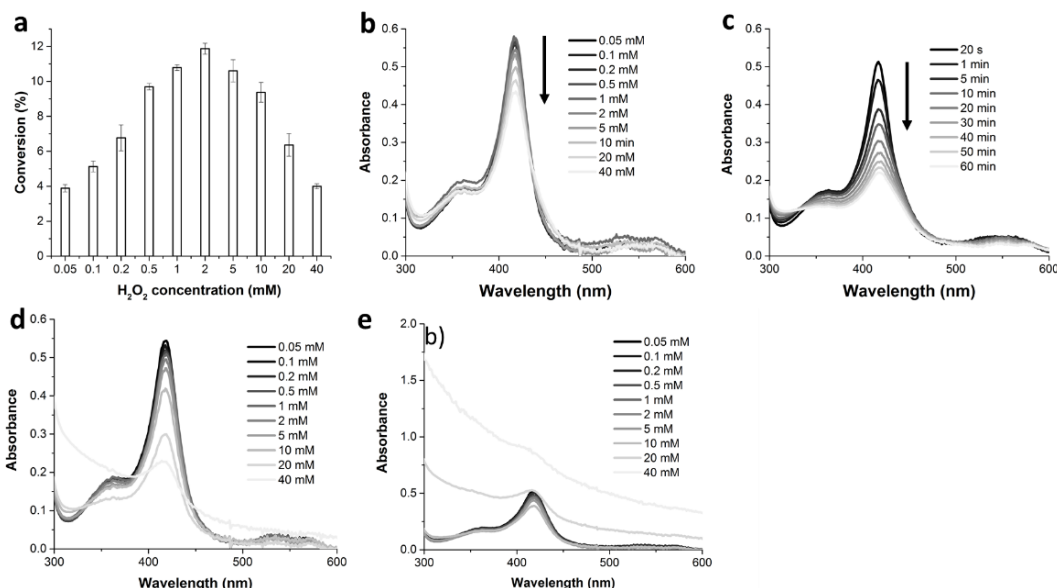 a
Conversion (%)
12
10
8
6
4
2
0
0.05 0.1 0.2 0.5 1 2 5 10 20 40
H₂O₂ concentration (mM)
b
Absorbance
0.6
0.5
0.4
0.3
0.2
0.1
0.0
300 400 500 600
Wavelength (nm)
0.05 mM
0.1 mM
0.2 mM
0.5 mM
1 mM
2 mM
5 mM
10 min
20 mM
40 mM
c
Absorbance
0.6
0.5
0.4
0.3
0.2
0.1
0.0
300 400 500 600
Wavelength (nm)
20 s
1 min
5 min
10 min
20 min
30 min
40 min
50 min
60 min
d
Absorbance
0.6
0.5
0.4
0.3
0.2
0.1
0.0
300 400 500 600
Wavelength (nm)
0.05 mM
0.1 mM
0.2 mM
0.5 mM
1 mM
2 mM
5 mM
10 mM
20 mM
40 mM
e
b)
Absorbance
2.0
1.5
1.0
0.5
0.0
300 400 500 600
Wavelength (nm)
0.05 mM
0.1 mM
0.2 mM
0.5 mM
1 mM
2 mM
5 mM
10 mM
20 mM
40 mM